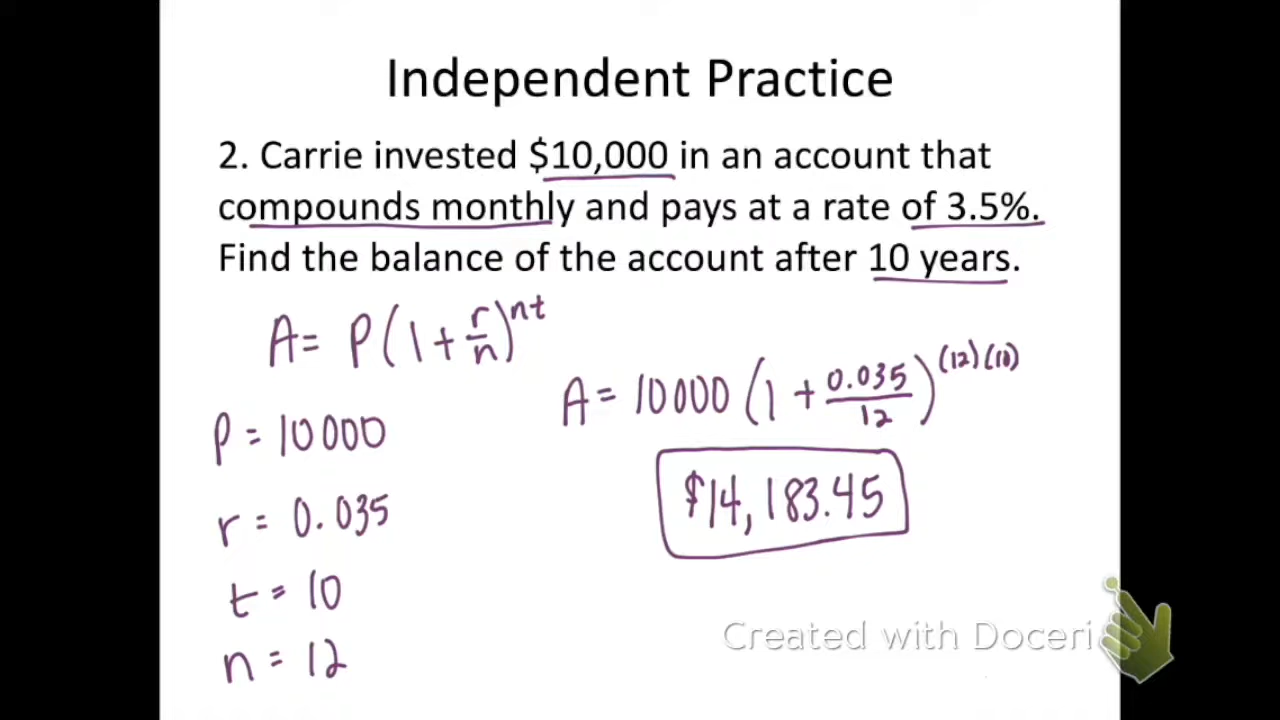 Independent Practice
2. Carrie invested $10,000 in an account that
compounds monthly and pays at a rate of 3.5%.
Find the balance of the account after 10 years.
A = P(1 + r/n)^nt
P = 10000
r = 0.035
t = 10
n = 12
A = 10000(1 + 0.035/12)^(12)(10)
$14,183.45
Created with Doceri